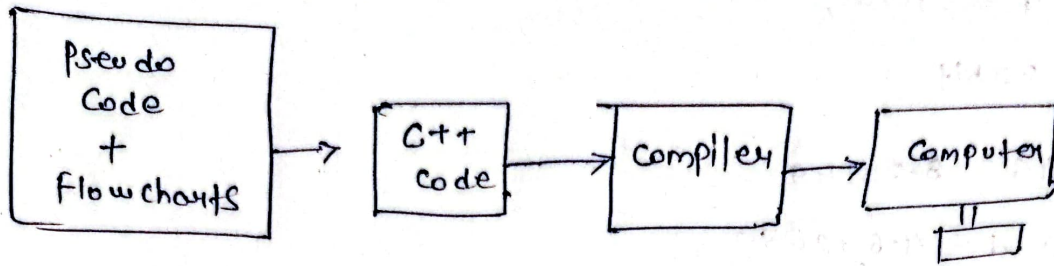 Pseudo
Code
+
Flowcharts
C++
code
Compiler
Computer